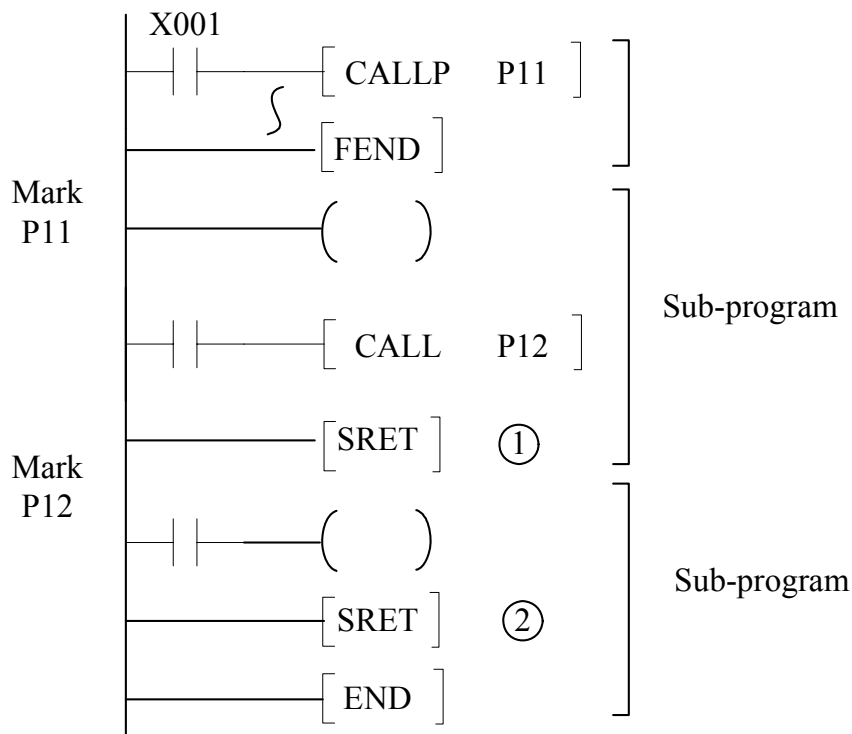 X001
CALLP P11
FEND
Mark
P11
Sub-program
CALL P12
SRET ①
Mark
P12
Sub-program
SRET ②
END